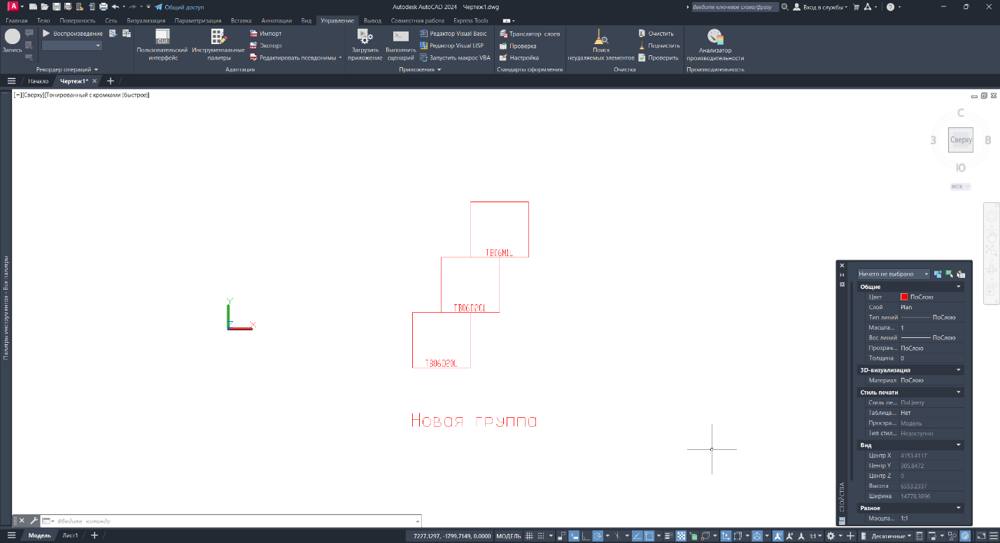 Общий доступ
Autodesk AutoCAD 2024 Чертеж1.dwg
Введите ключевое слово/фразу
Вход в службы
Главная Тело Поверхность Сеть Визуализация Параметризация Вставка Аннотации Вид Управление Вывод Совместная работа Express Tools
Запись
Воспроизведение
Рекордер операций
CUI
Пользовательский интерфейс
Инструментальные палитры
Импорт
Экспорт
Редактировать псевдонимы
Адаптация
Загрузить приложение
Выполнить сценарий
Редактор Visual Basic
Редактор Visual LISP
Запустить макрос VBA
Приложения
Транслятор слоев
Проверка
Настройка
Стандарты оформления
Поиск неудаляемых элементов
Очистить
Подчистить
Проверить
Очистка
Анализатор производительности
Производительность
Начало
Чертеж1*
[−][Сверху][Тонированный с кромками (быстрое)]
С
З
Сверху
В
Ю
МСК
Палитры инструментов - Все палитры
TB06M1L
TB06D2CL
TB06D20L
Новая группа
Y
Z
X
СВОЙСТВА
Ничего не выбрано
Общие
Цвет ПоСлою
Слой Plan
Тип линий ПоСлою
Масшта... 1
Вес линий ПоСлою
Прозрач... ПоСлою
Толщина 0
3D-визуализация
Материал ПоСлою
Стиль печати
Стиль пе... ПоЦвету
Таблица... Нет
Простра... Модель
Тип стил... Недоступно
Вид
Центр X 4153.4117
Центр Y 305.8472
Центр Z 0
Высота 6553.2337
Ширина 14778.3896
Разное
Масшта... 1:1
Введите команду
Модель
Лист1
7227.1297, -1799.7149, 0.0000 МОДЕЛЬ
1:1
Десятичные